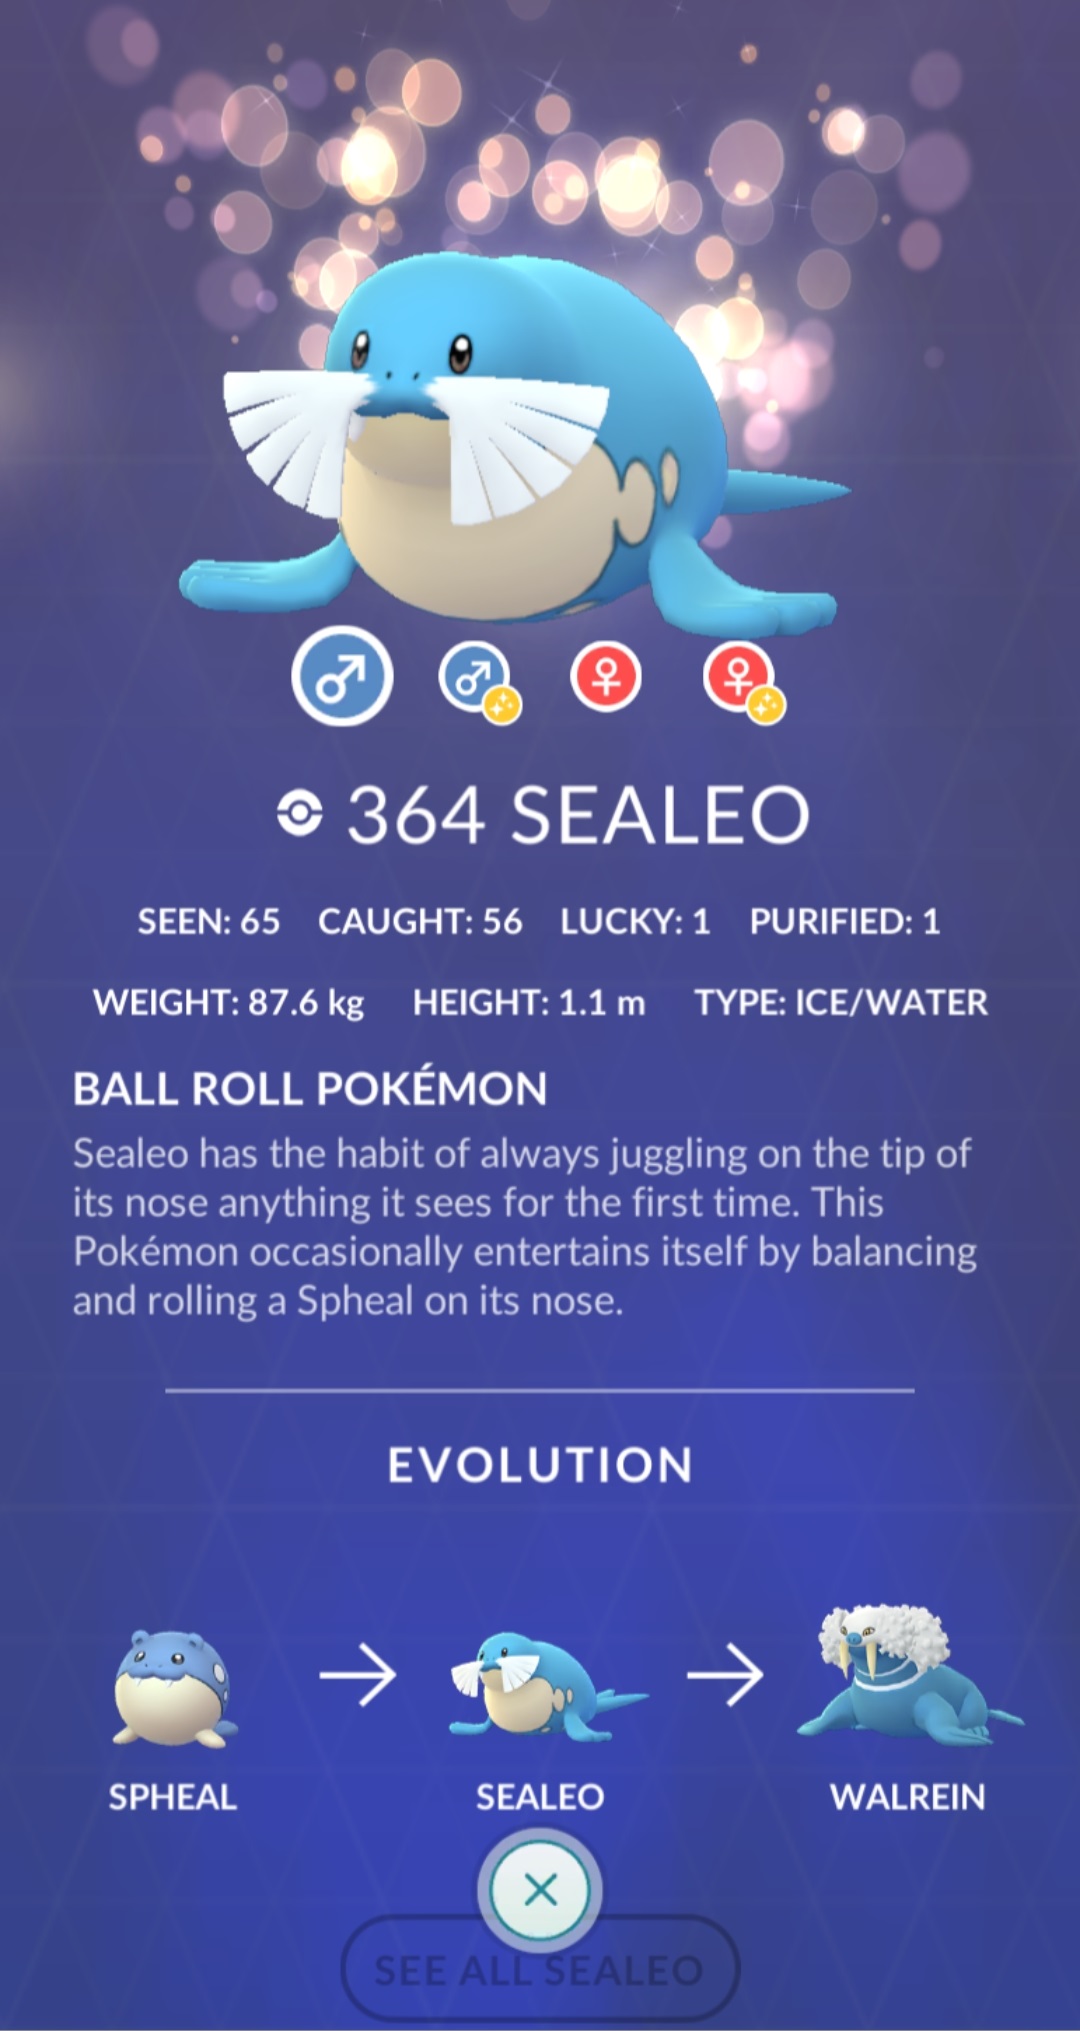 364 SEALEO
SEEN: 65 CAUGHT: 56 LUCKY: 1 PURIFIED: 1
WEIGHT: 87.6 kg HEIGHT: 1.1 m TYPE: ICE/WATER
BALL ROLL POKÉMON
Sealeo has the habit of always juggling on the tip of
its nose anything it sees for the first time. This
Pokémon occasionally entertains itself by balancing
and rolling a Spheal on its nose.
EVOLUTION
SPHEAL SEALEO WALREIN
SEE ALL SEALEO